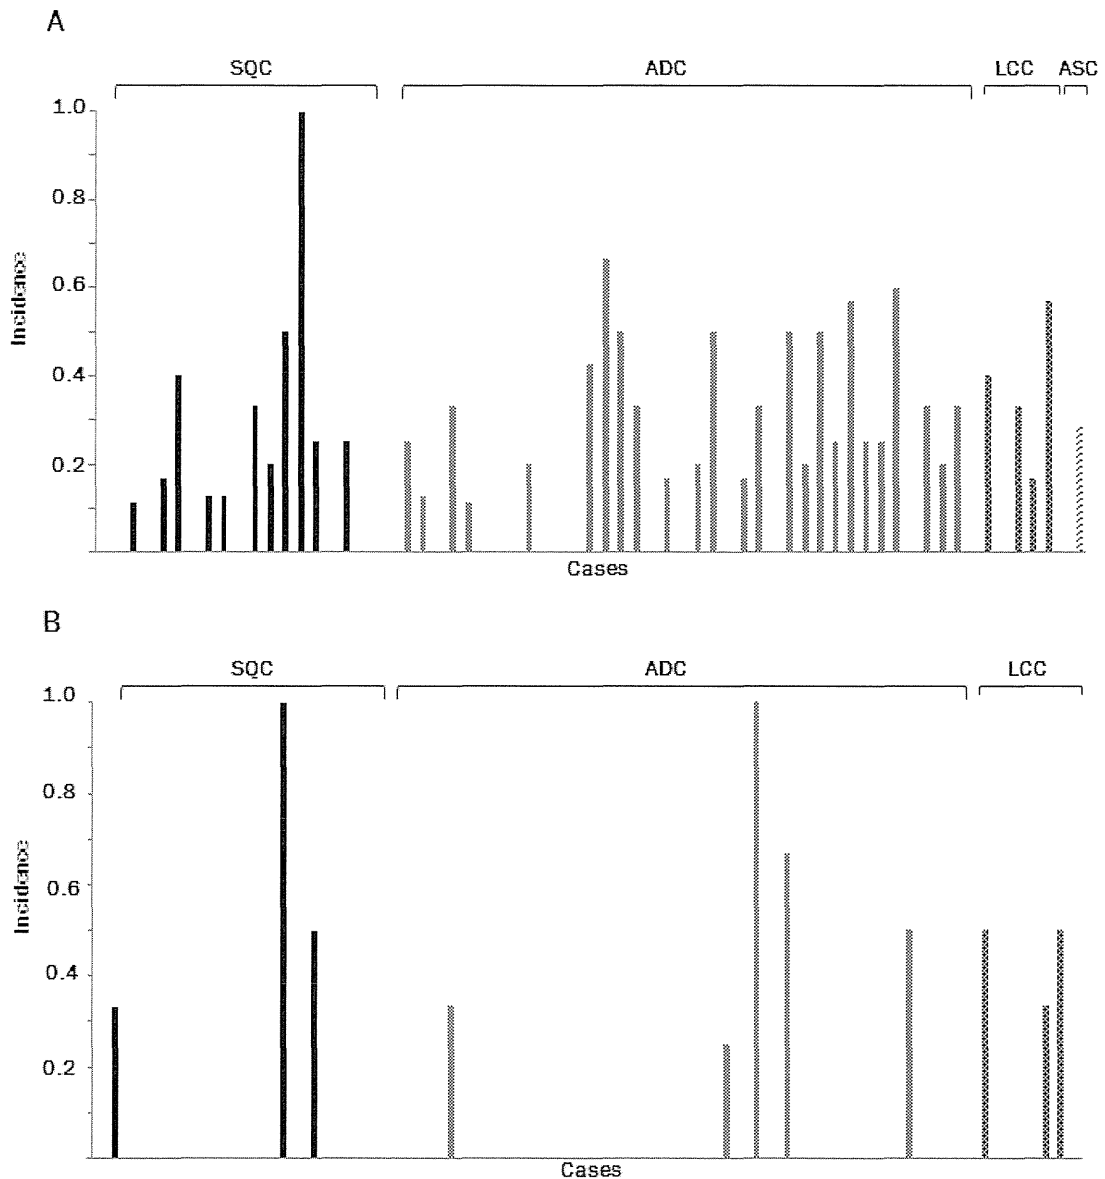 A
SQC ADC LCC ASC
1.0
0.8
0.6
0.4
0.2
Incidence
Cases
B
SQC ADC LCC
1.0
0.8
0.6
0.4
0.2
Incidence
Cases